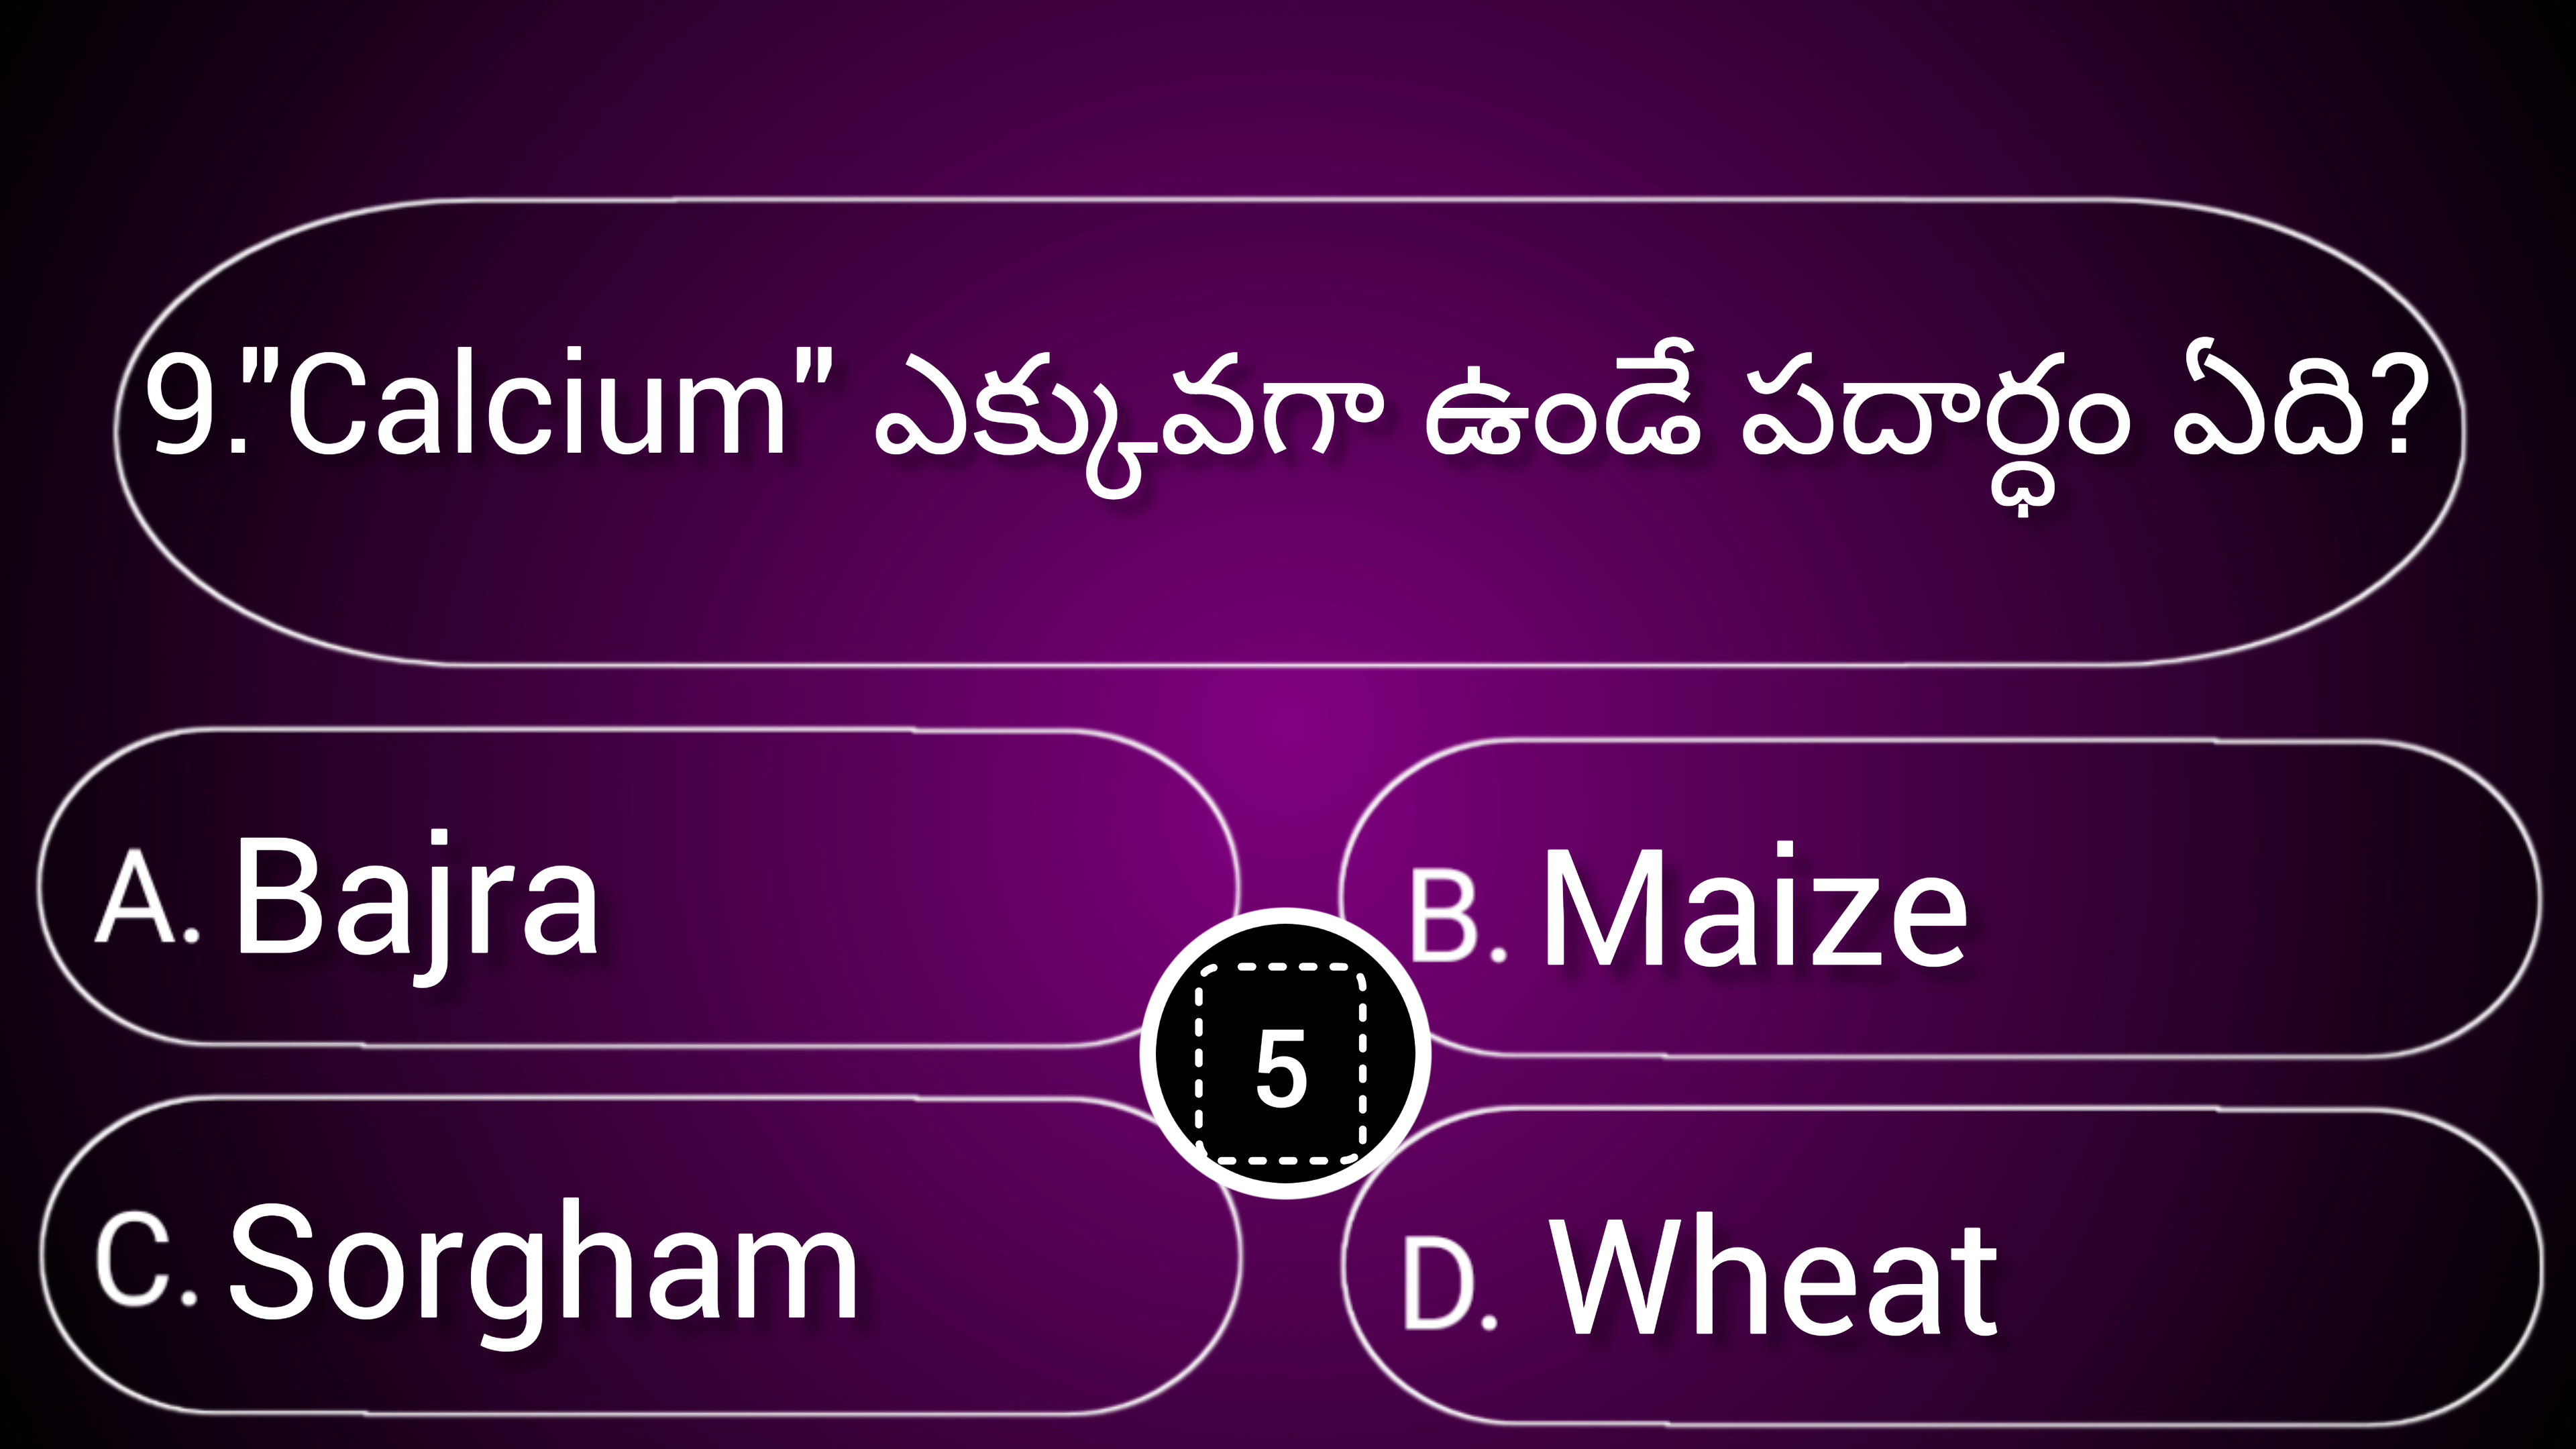 9."Calcium" ఎక్కువగా ఉండే పదార్ధం ఏది?
A. Bajra
B. Maize
5
C. Sorgham
D. Wheat